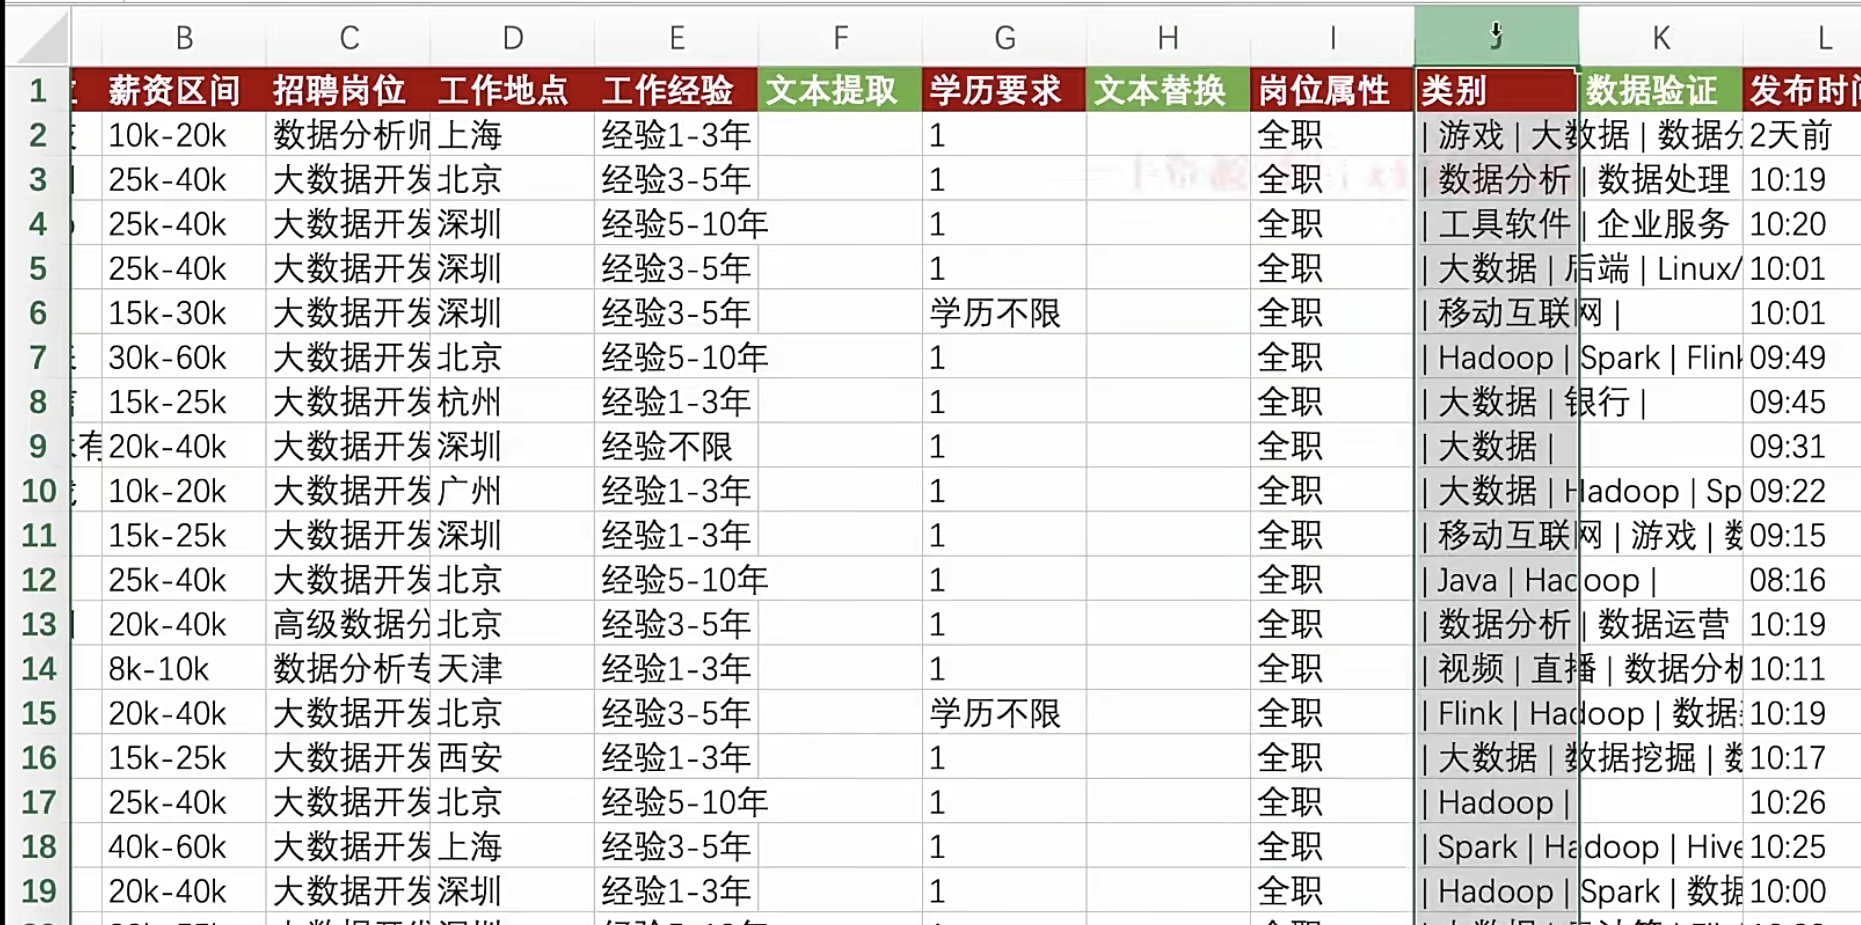 B C D E F G H I J K L
1 薪资区间 招聘岗位 工作地点 工作经验 文本提取 学历要求 文本替换 岗位属性 类别 数据验证 发布时间
2 10k-20k 数据分析师 上海 经验1-3年 1 全职 | 游戏 | 大数据 | 数据分 2天前
3 25k-40k 大数据开发 北京 经验3-5年 1 全职 | 数据分析 | 数据处理 10:19
4 25k-40k 大数据开发 深圳 经验5-10年 1 全职 | 工具软件 | 企业服务 10:20
5 25k-40k 大数据开发 深圳 经验3-5年 1 全职 | 大数据 | 后端 | Linux/ 10:01
6 15k-30k 大数据开发 深圳 经验3-5年 学历不限 全职 | 移动互联网 | 10:01
7 30k-60k 大数据开发 北京 经验5-10年 1 全职 | Hadoop | Spark | Flink 09:49
8 15k-25k 大数据开发 杭州 经验1-3年 1 全职 | 大数据 | 银行 | 09:45
9 有 20k-40k 大数据开发 深圳 经验不限 1 全职 | 大数据 | 09:31
10 10k-20k 大数据开发 广州 经验1-3年 1 全职 | 大数据 | Hadoop | Sp 09:22
11 15k-25k 大数据开发 深圳 经验1-3年 1 全职 | 移动互联网 | 游戏 | 数 09:15
12 25k-40k 大数据开发 北京 经验5-10年 1 全职 | Java | Hadoop | 08:16
13 20k-40k 高级数据分 北京 经验3-5年 1 全职 | 数据分析 | 数据运营 10:19
14 8k-10k 数据分析专 天津 经验1-3年 1 全职 | 视频 | 直播 | 数据分析 10:11
15 20k-40k 大数据开发 北京 经验3-5年 学历不限 全职 | Flink | Hadoop | 数据 10:19
16 15k-25k 大数据开发 西安 经验1-3年 1 全职 | 大数据 | 数据挖掘 | 数 10:17
17 25k-40k 大数据开发 北京 经验5-10年 1 全职 | Hadoop | 10:26
18 40k-60k 大数据开发 上海 经验3-5年 1 全职 | Spark | Hadoop | Hive 10:25
19 20k-40k 大数据开发 深圳 经验1-3年 1 全职 | Hadoop | Spark | 数据 10:00